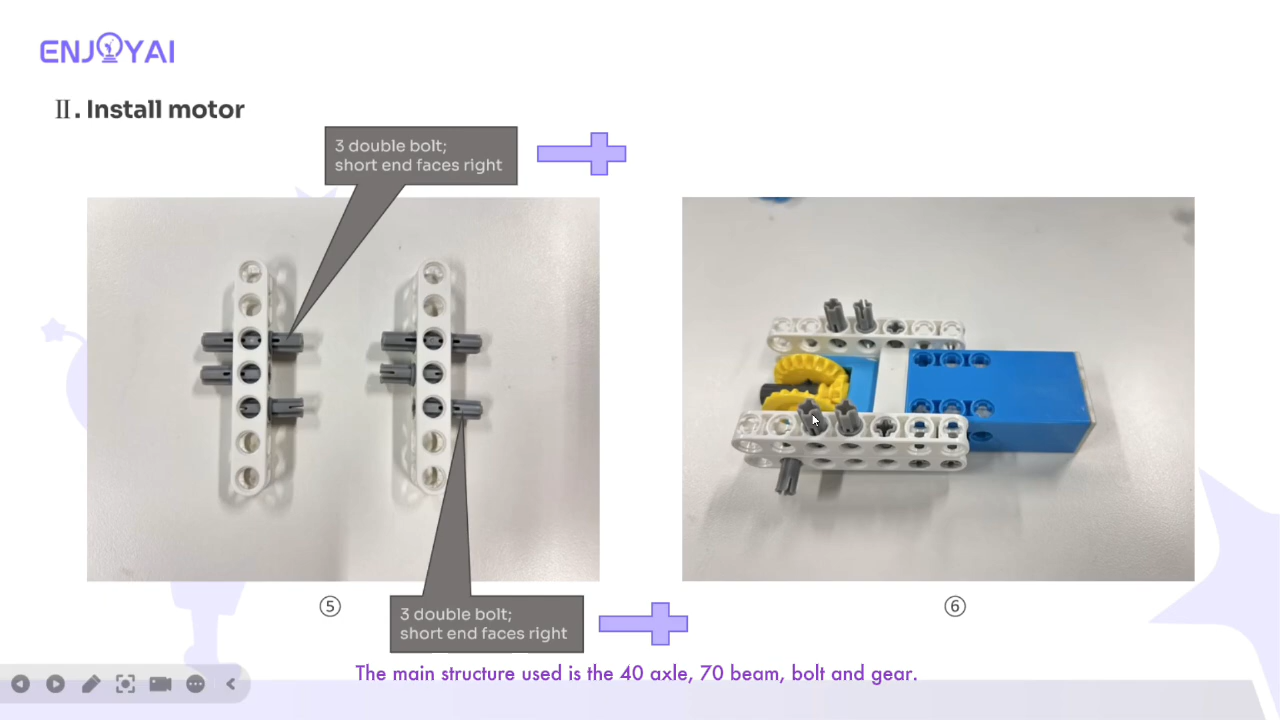 ENJOYAI
Ⅱ. Install motor
3 double bolt;
short end faces right
⑤
⑥
3 double bolt;
short end faces right
The main structure used is the 40 axle, 70 beam, bolt and gear.